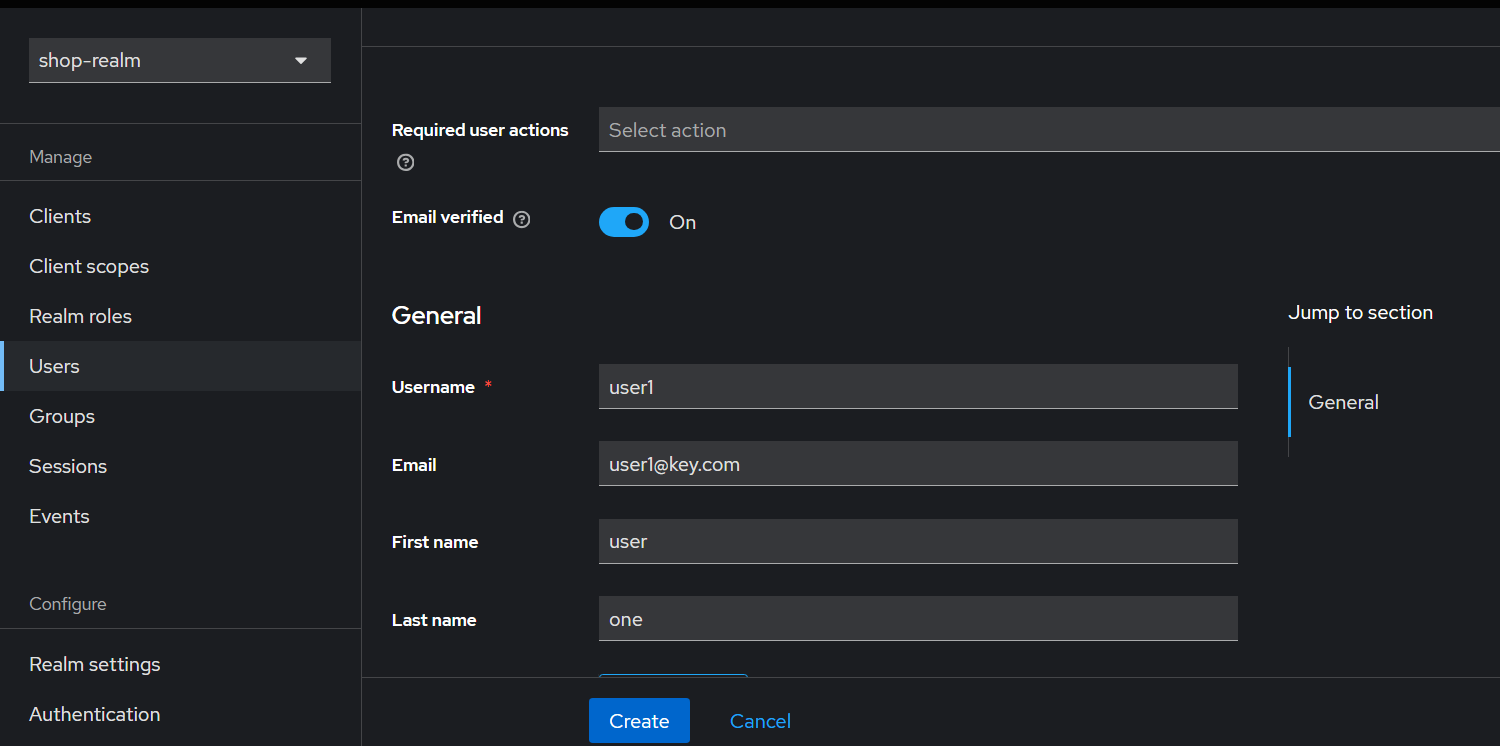 shop-realm
Manage
Clients
Client scopes
Realm roles
Users
Groups
Sessions
Events
Configure
Realm settings
Authentication
Required user actions
Select action
Email verified
On
General
Jump to section
General
Username *
user1
Email
user1@key.com
First name
user
Last name
one
Create
Cancel